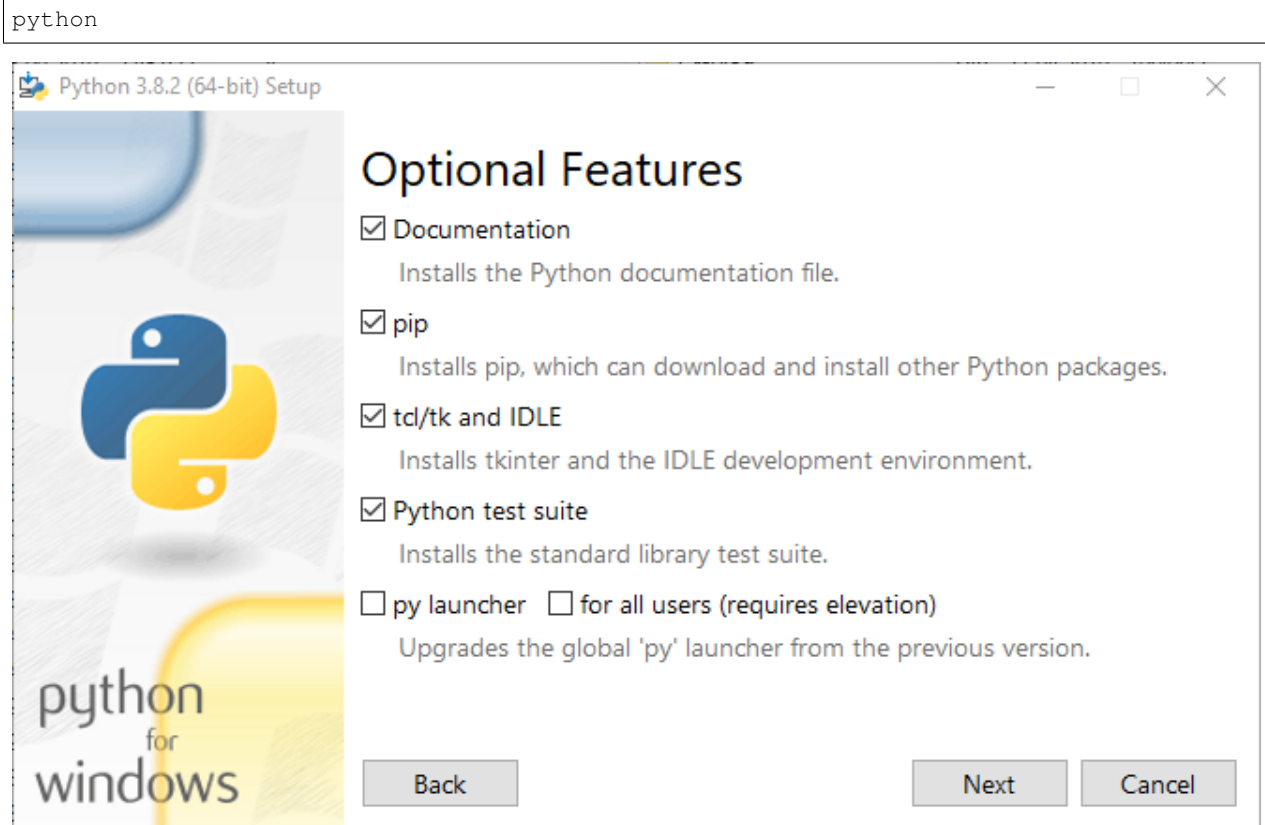 python
Python 3.8.2 (64-bit) Setup
Optional Features
Documentation
Installs the Python documentation file.
pip
Installs pip, which can download and install other Python packages.
tcl/tk and IDLE
Installs tkinter and the IDLE development environment.
Python test suite
Installs the standard library test suite.
py launcher for all users (requires elevation)
Upgrades the global 'py' launcher from the previous version.
python
for
windows
Back Next Cancel